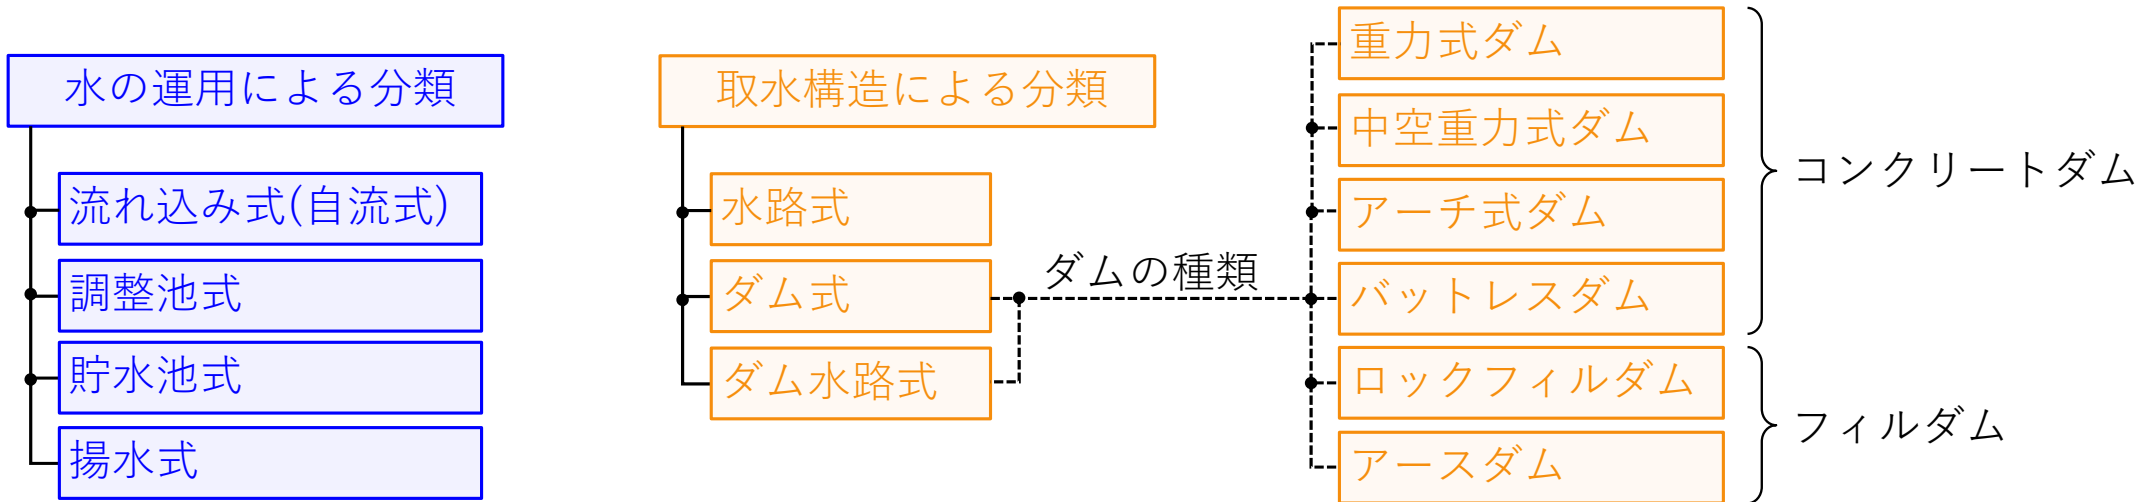 水の運用による分類
流れ込み式(自流式)
調整池式
貯水池式
揚水式
取水構造による分類
水路式
ダム式
ダム水路式
ダムの種類
重力式ダム
中空重力式ダム
アーチ式ダム
バットレスダム
ロックフィルダム
アースダム
コンクリートダム
フィルダム